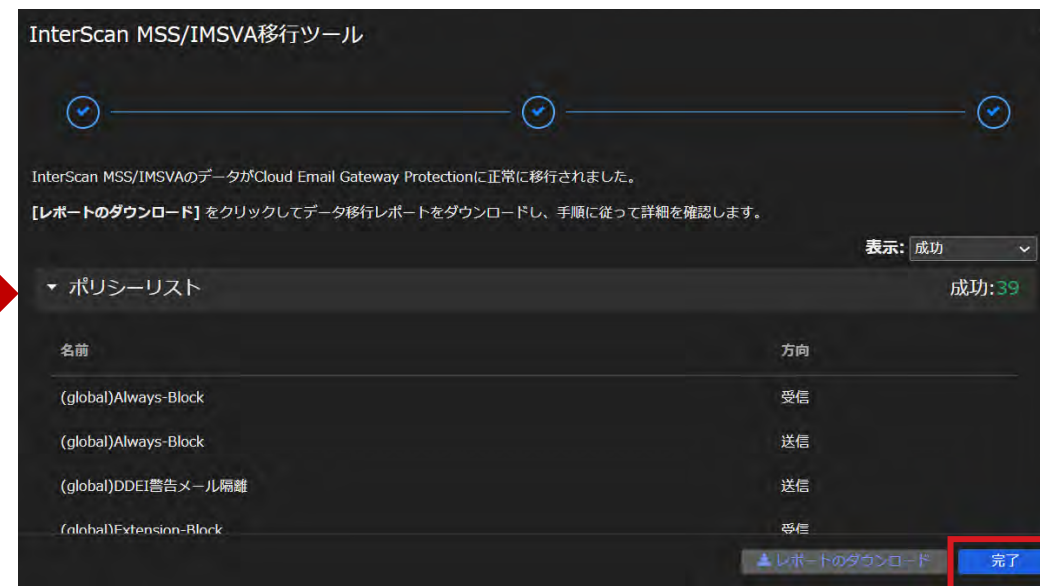 InterScan MSS/IMSVA移行ツール
InterScan MSS/IMSVAのデータがCloud Email Gateway Protectionに正常に移行されました。
[レポートのダウンロード] をクリックしてデータ移行レポートをダウンロードし、手順に従って詳細を確認します。
表示: 成功
ポリシーリスト 成功:39
名前 方向
(global)Always-Block 受信
(global)Always-Block 送信
(global)DDEI警告メール隔離 送信
(global)Extension-Block 受信
レポートのダウンロード 完了